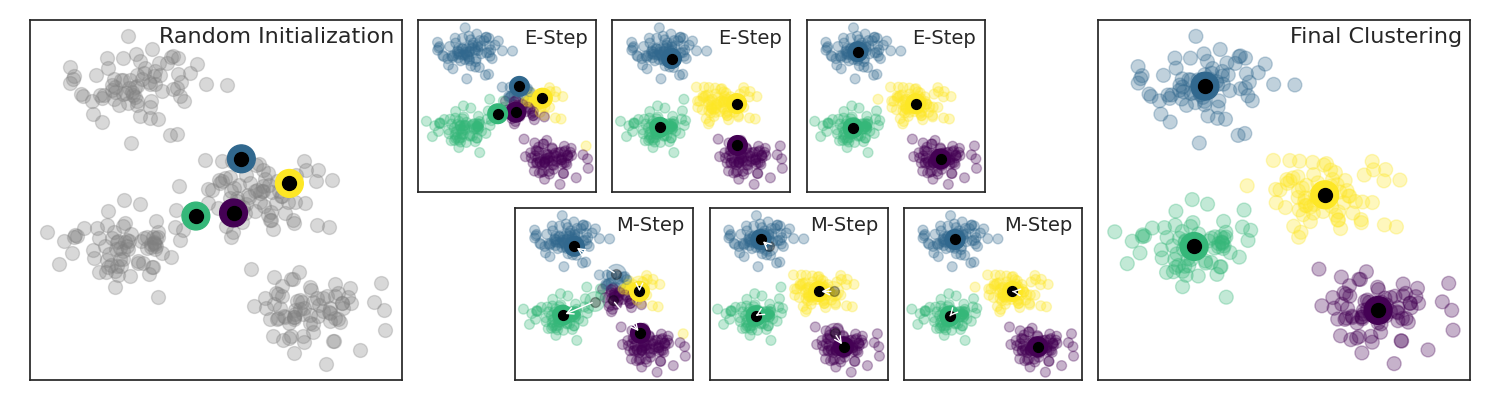 Random Initialization
E-Step
E-Step
E-Step
M-Step
M-Step
M-Step
Final Clustering